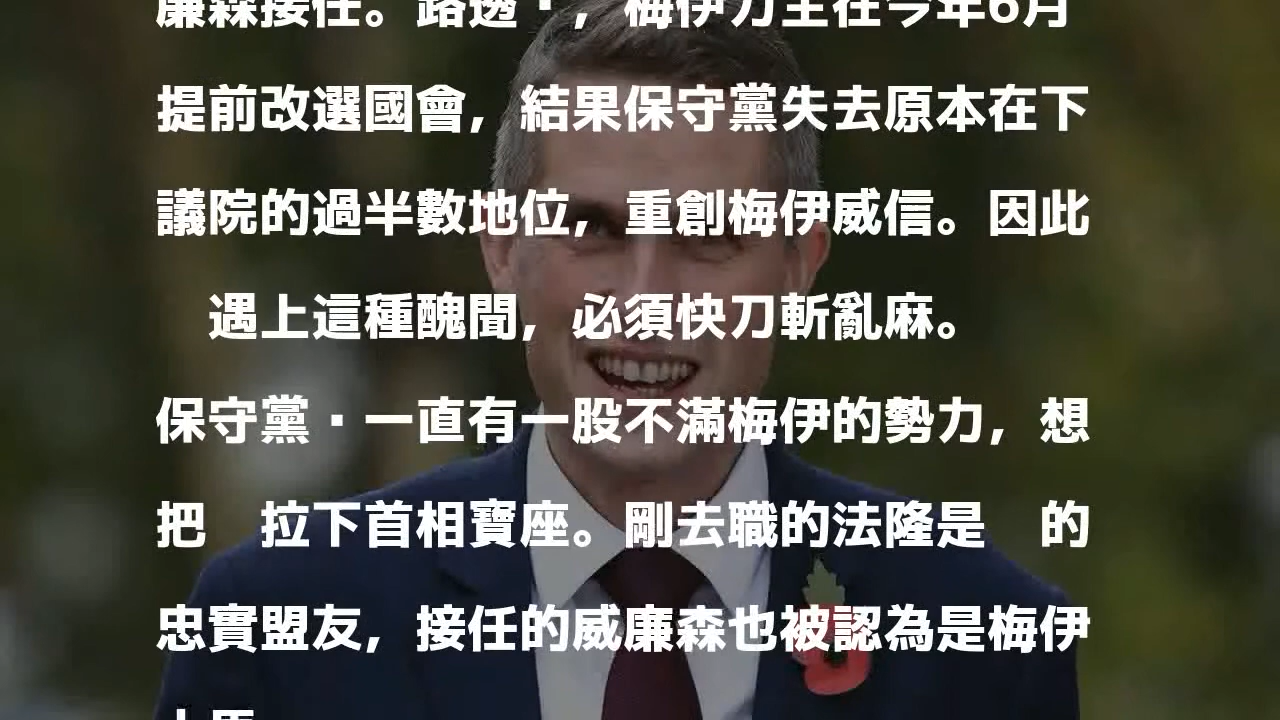 廉森接任。路透·，梅伊力主在今年6月
提前改選國會，結果保守黨失去原本在下
議院的過半數地位，重創梅伊威信。因此
遇上這種醜聞，必須快刀斬亂麻。
保守黨·一直有一股不滿梅伊的勢力，想
把　拉下首相寶座。剛去職的法隆是　的
忠實盟友，接任的威廉森也被認為是梅伊